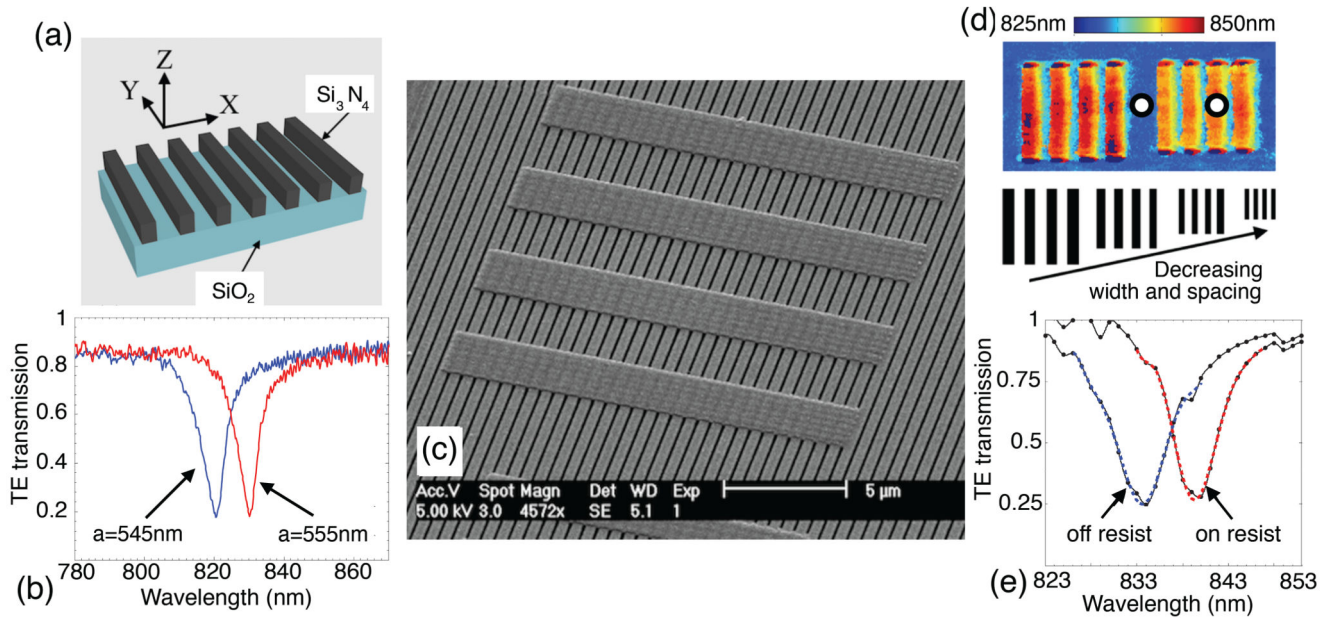 (a)
Z
Y
X
Si3N4
SiO2
1
0.8
0.6
0.4
0.2
TE transmission
a=545nm
a=555nm
780 800 820 840 860
(b)
Wavelength (nm)
(c)
Acc.V Spot Magn Det WD Exp
5.00 kV 3.0 4572x SE 5.1 1
5 µm
(d)
825nm
850nm
Decreasing
width and spacing
1
0.75
0.5
0.25
TE transmission
off resist
on resist
823 833 843 853
Wavelength (nm)
(e)